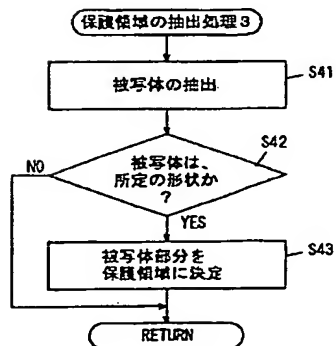 保護領域の抽出処理3
被写体の抽出
S41
被写体は、
所定の形状か
?
S42
NO
YES
被写体部分を
保護領域に決定
S43
RETURN